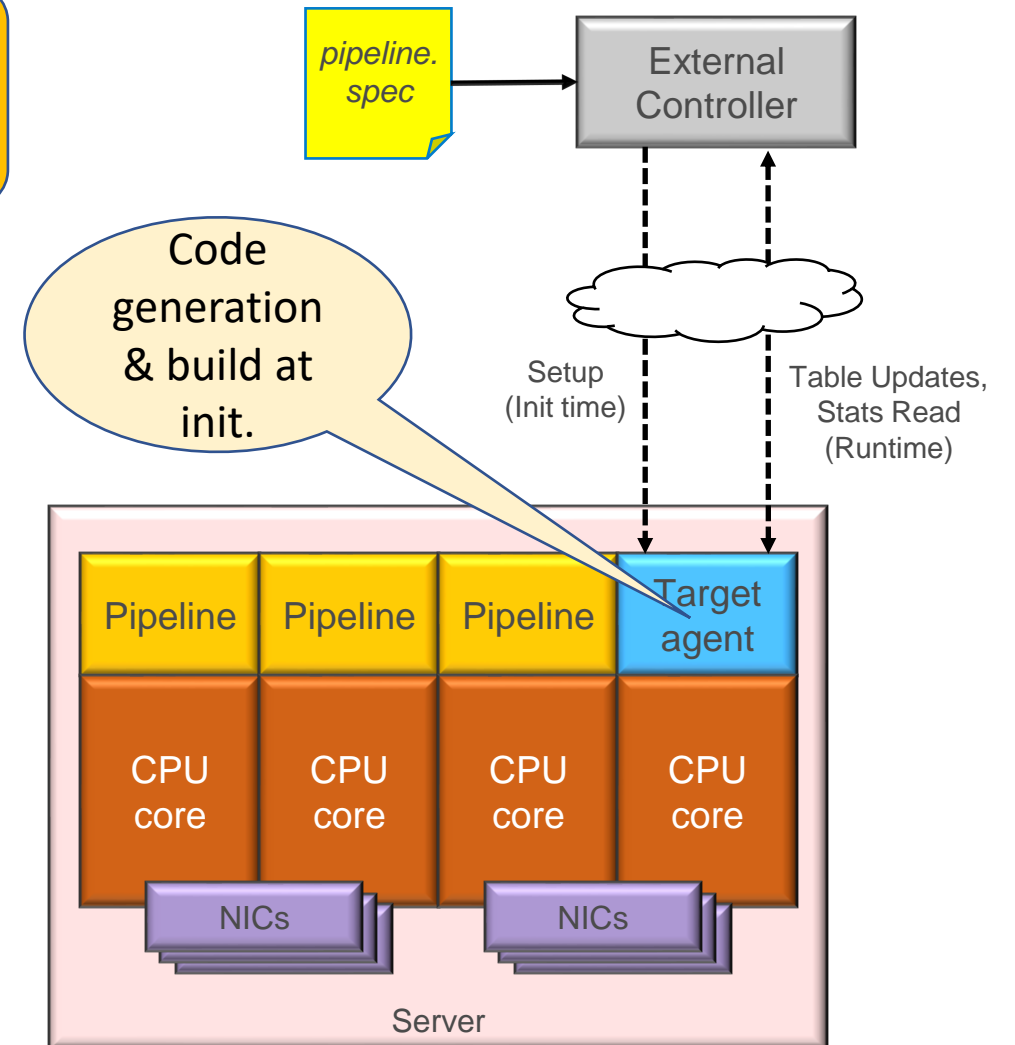 pipeline.
spec
External
Controller
Code
generation
& build at
init.
Setup
(Init time)
Table Updates,
Stats Read
(Runtime)
Pipeline
Pipeline
Pipeline
Target
agent
CPU
core
CPU
core
CPU
core
CPU
core
NICs
NICs
Server